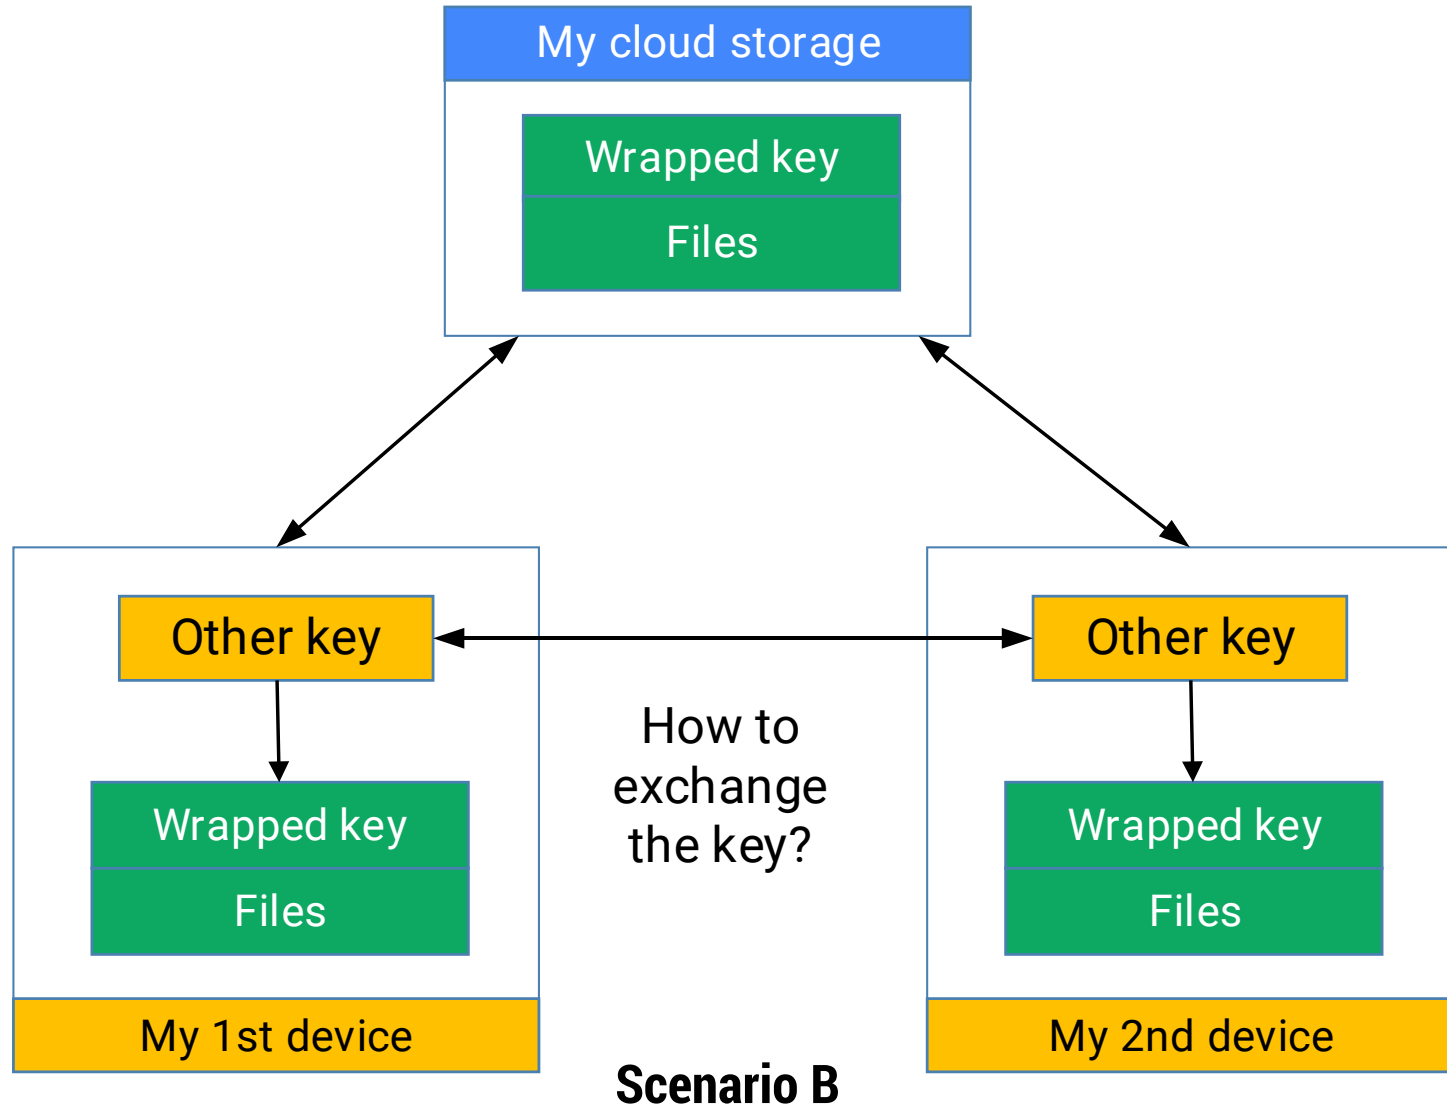 My cloud storage
Wrapped key
Files
Other key
Other key
How to
exchange
the key?
Wrapped key
Files
Wrapped key
Files
My 1st device
My 2nd device
Scenario B